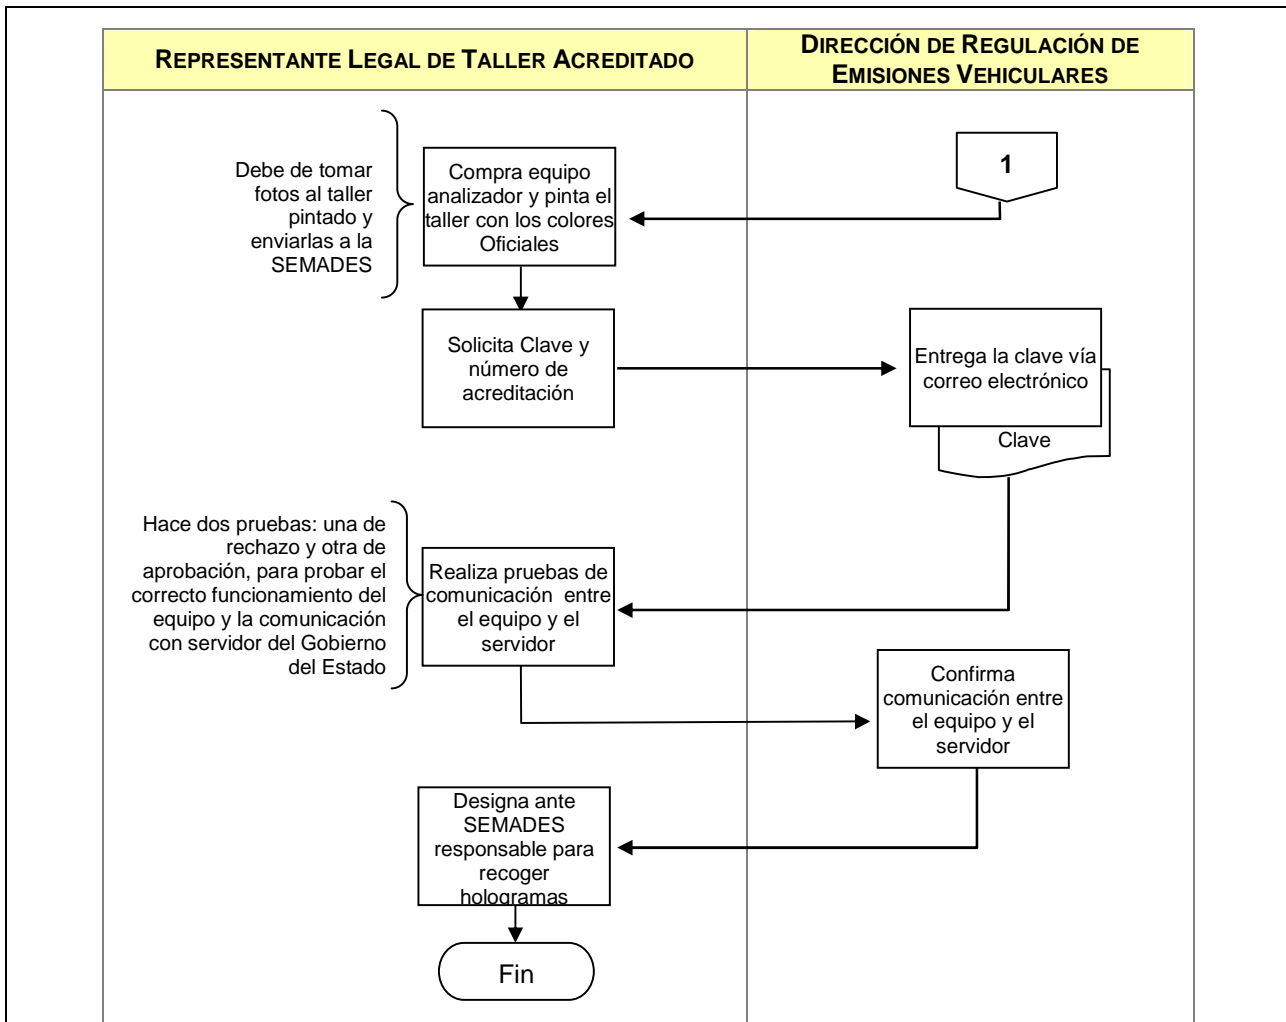 REPRESENTANTE LEGAL DE TALLER ACREDITADO
DIRECCIÓN DE REGULACIÓN DE
EMISIONES VEHICULARES
1
Debe de tomar
fotos al taller
pintado y
enviarlas a la
SEMADES
Compra equipo
analizador y pinta el
taller con los colores
Oficiales
Solicita Clave y
número de
acreditación
Entrega la clave vía
correo electrónico
Clave
Hace dos pruebas: una de
rechazo y otra de
aprobación, para probar el
correcto funcionamiento del
equipo y la comunicación
con servidor del Gobierno
del Estado
Realiza pruebas de
comunicación entre
el equipo y el
servidor
Confirma
comunicación entre
el equipo y el
servidor
Designa ante
SEMADES
responsable para
recoger
hologramas
Fin